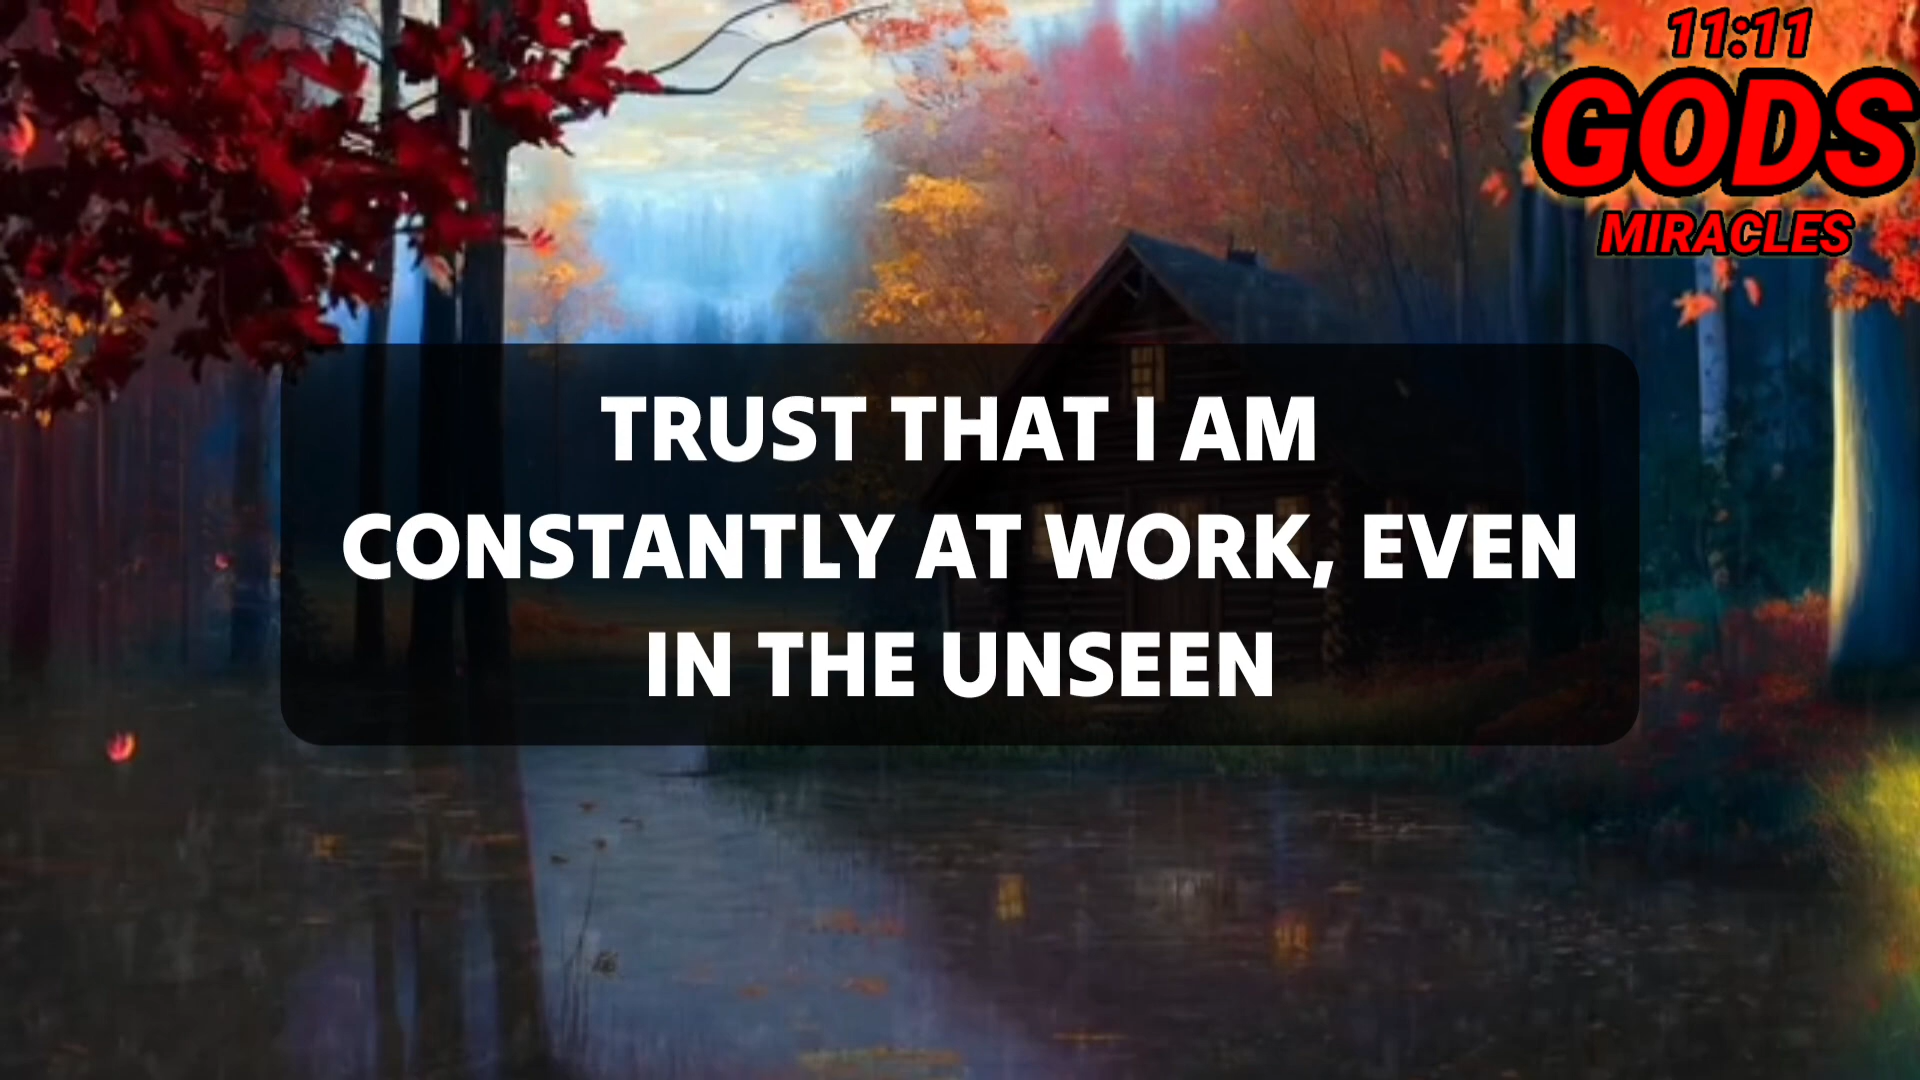 11:11
GODS
MIRACLES
TRUST THAT I AM
CONSTANTLY AT WORK, EVEN
IN THE UNSEEN